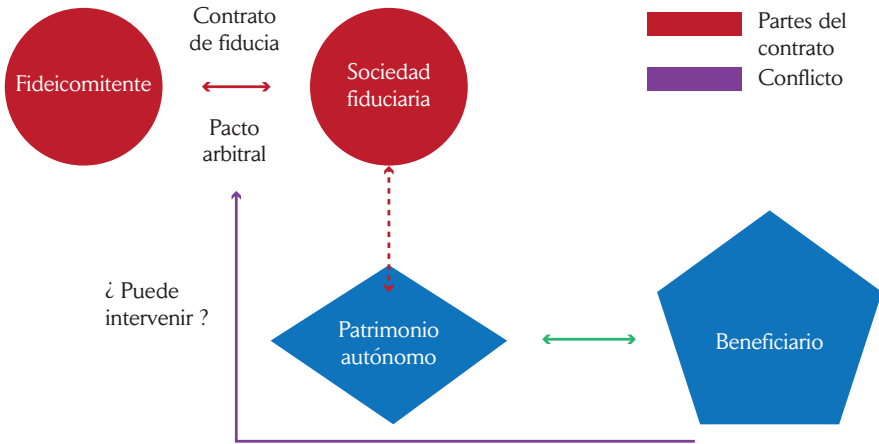 Contrato
de fiducia
Fideicomitente
Sociedad
fiduciaria
Pacto
arbitral
Partes del
contrato
Conflicto
¿ Puede
intervenir ?
Patrimonio
autónomo
Beneficiario